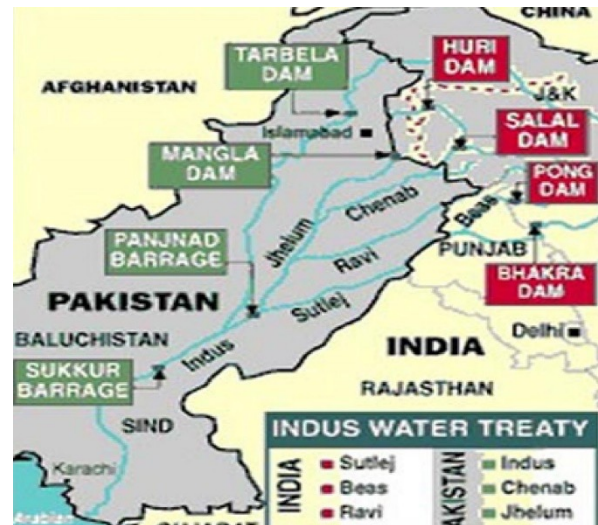 CHINA
TARBELA
DAM
HURI
DAM
AFGHANISTAN
J&K
Islamabad
SALAL
DAM
MANGLA
DAM
PONG
DAM
Beas
Chenab
Jhelum
PANJNAD
BARRAGE
PUNJAB
Ravi
BHAKRA
DAM
PAKISTAN
Sutlej
Delhi
BALUCHISTAN
Indus
INDIA
SUKKUR
BARRAGE
RAJASTHAN
SIND
INDUS WATER TREATY
Karachi
INDIA
Sutlej
Beas
Ravi
Indus
Chenab
Jhelum
Arabian